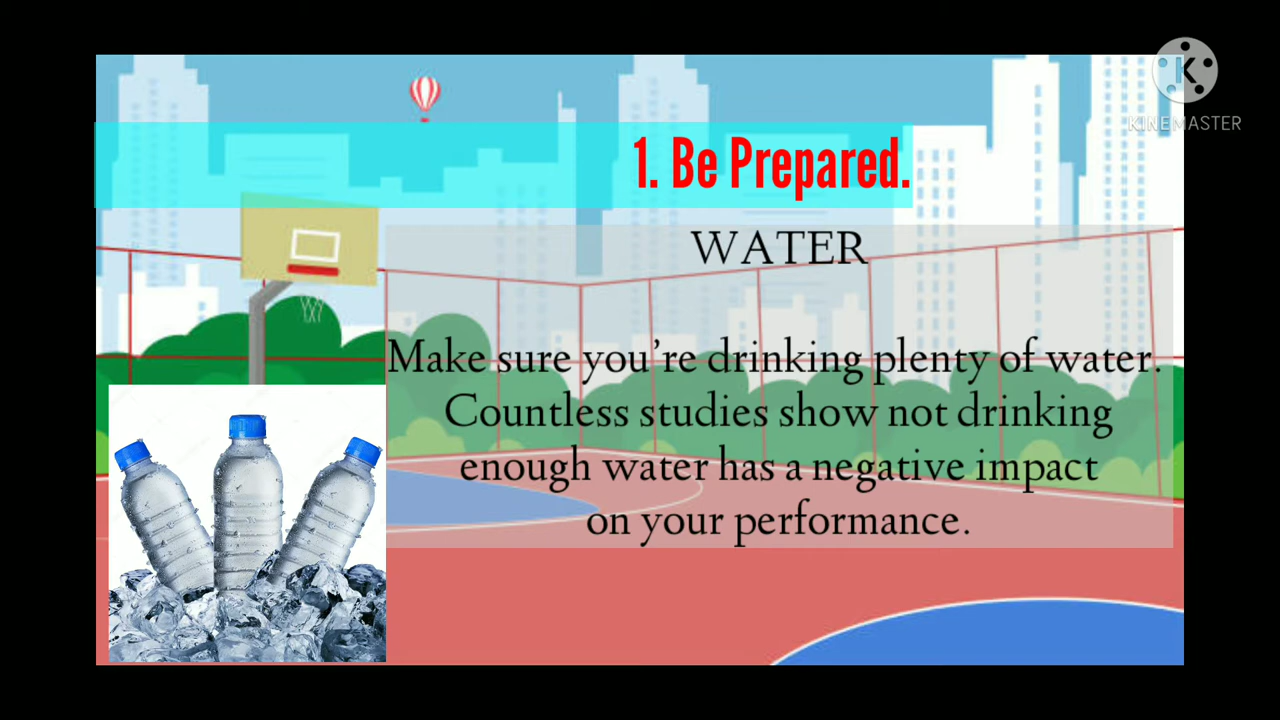 K
KINEMASTER
1. Be Prepared.
WATER
Make sure you’re drinking plenty of water.
Countless studies show not drinking
enough water has a negative impact
on your performance.